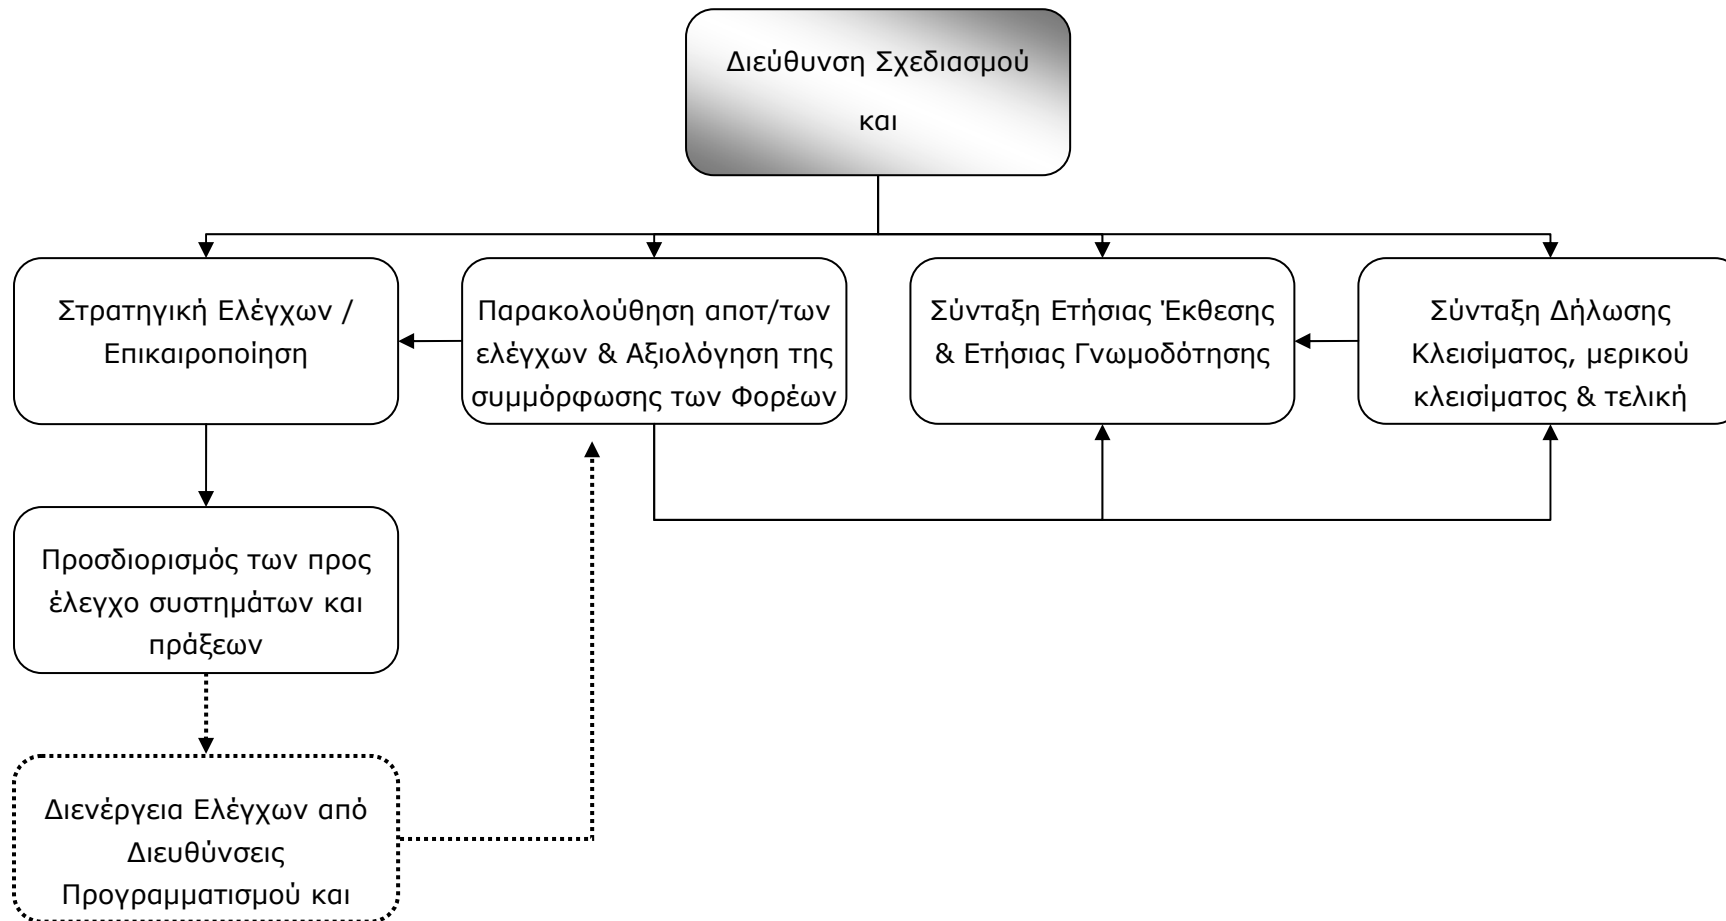 Διεύθυνση Σχεδιασμού
και
Στρατηγική Ελέγχων /
Επικαιροποίηση
Παρακολούθηση αποτ/των
ελέγχων & Αξιολόγηση της
συμμόρφωσης των Φορέων
Σύνταξη Ετήσιας Έκθεσης
& Ετήσιας Γνωμοδότησης
Σύνταξη Δήλωσης
Κλεισίματος, μερικού
κλεισίματος & τελική
Προσδιορισμός των προς
έλεγχο συστημάτων και
πράξεων
Διενέργεια Ελέγχων από
Διευθύνσεις
Προγραμματισμού και